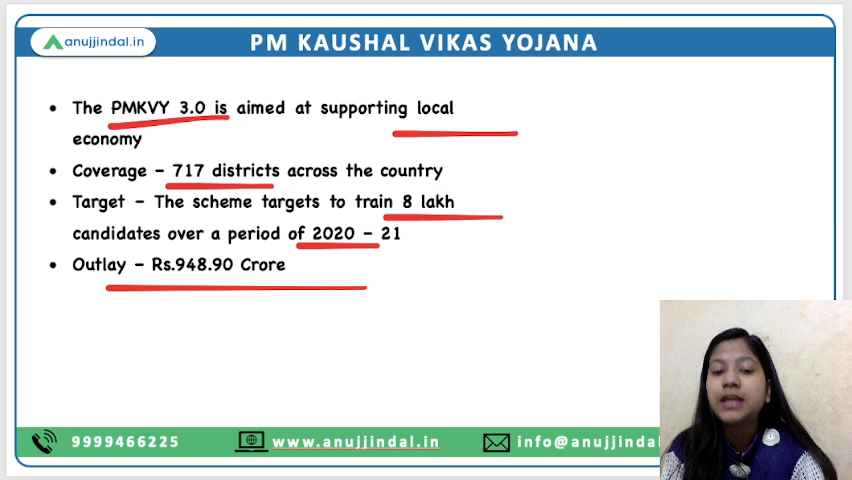 anujjindal.in
PM KAUSHAL VIKAS YOJANA
• The PMKVY 3.0 is aimed at supporting local
economy
• Coverage – 717 districts across the country
• Target – The scheme targets to train 8 lakh
candidates over a period of 2020 – 21
• Outlay – Rs.948.90 Crore
9999466225
www.anujjindal.in
info@anujjindal